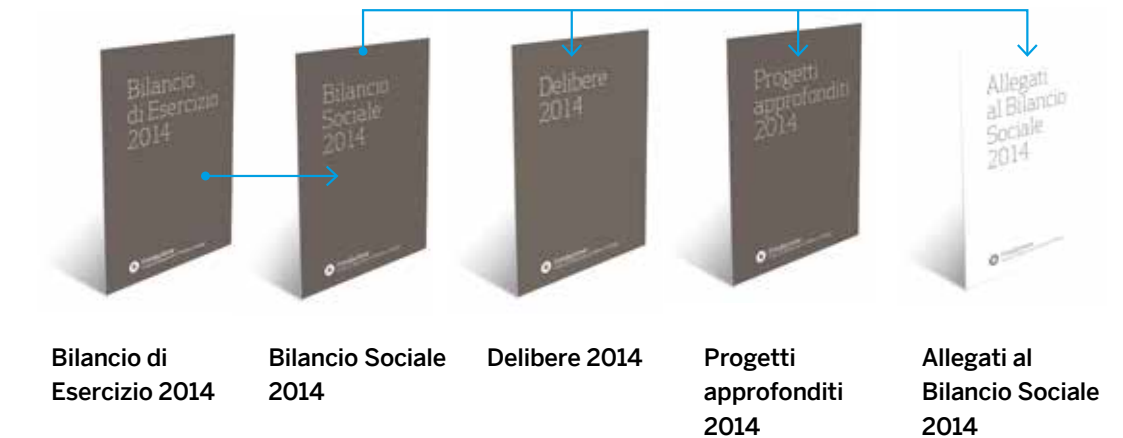 Bilancio
di Esercizio
2014
Bilancio
Sociale
2014
Delibere
2014
Progetti
approfonditi
2014
Allegati
al Bilancio
Sociale
2014
Bilancio di
Esercizio 2014
Bilancio Sociale
2014
Delibere 2014
Progetti
approfonditi
2014
Allegati al
Bilancio Sociale
2014